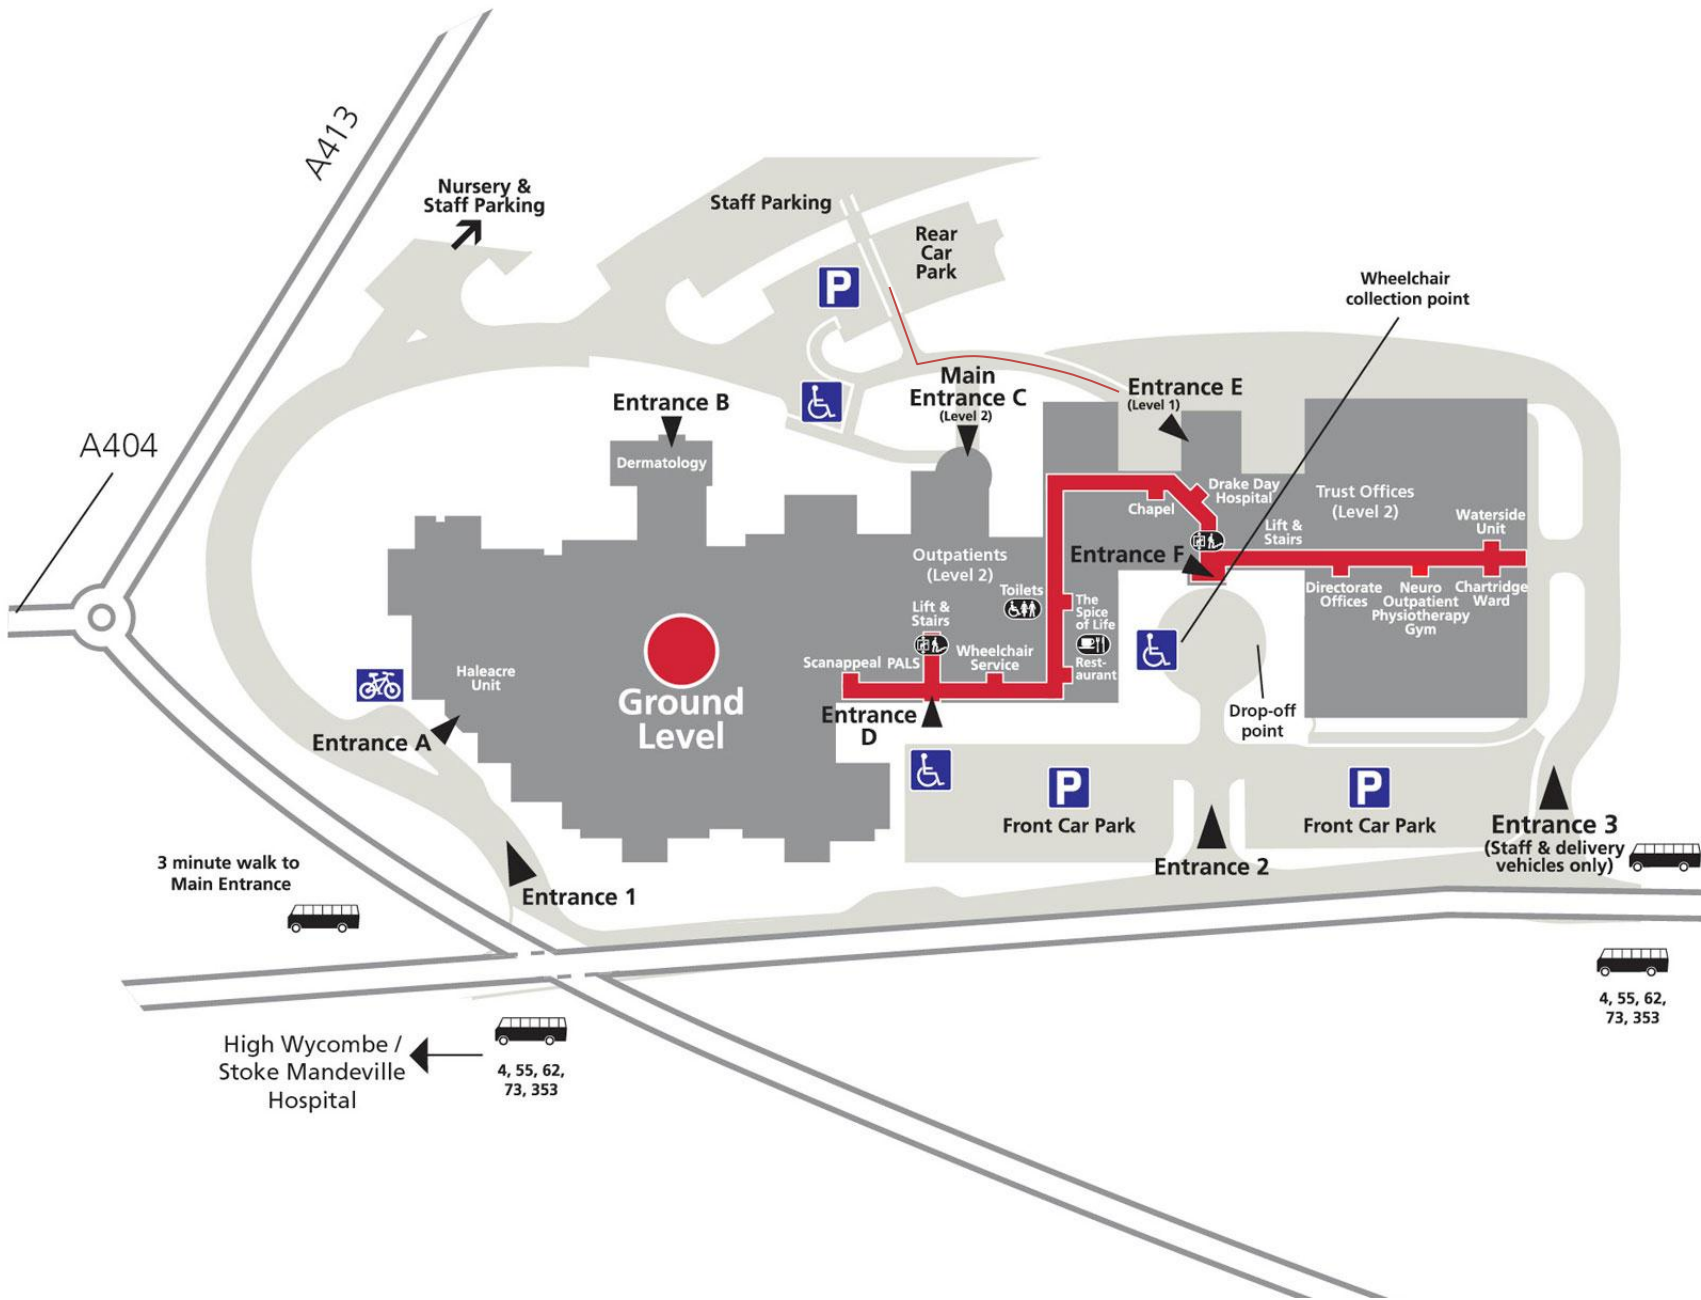 A413
Nursery &
Staff Parking
Staff Parking
Rear
Car
Park
P
Wheelchair
collection point
A404
Entrance B
Main
Entrance C
(Level 2)
Entrance E
(Level 1)
Dermatology
Drake Day
Hospital
Chapel
Trust Offices
(Level 2)
Waterside
Unit
Lift &
Stairs
Entrance F
Outpatients
(Level 2)
Toilets
Directorate
Offices
Neuro
Outpatient
Physiotherapy
Gym
Chartridge
Ward
The
Spice
of Life
Lift &
Stairs
Rest-
aurant
Scanappeal
PALS
Wheelchair
Service
Haleacre
Unit
Ground
Level
Entrance A
Entrance
D
Drop-off
point
P
Front Car Park
P
Front Car Park
Entrance 2
Entrance 3
(Staff & delivery
vehicles only)
3 minute walk to
Main Entrance
Entrance 1
4, 55, 62,
73, 353
High Wycombe /
Stoke Mandeville
Hospital
4, 55, 62,
73, 353